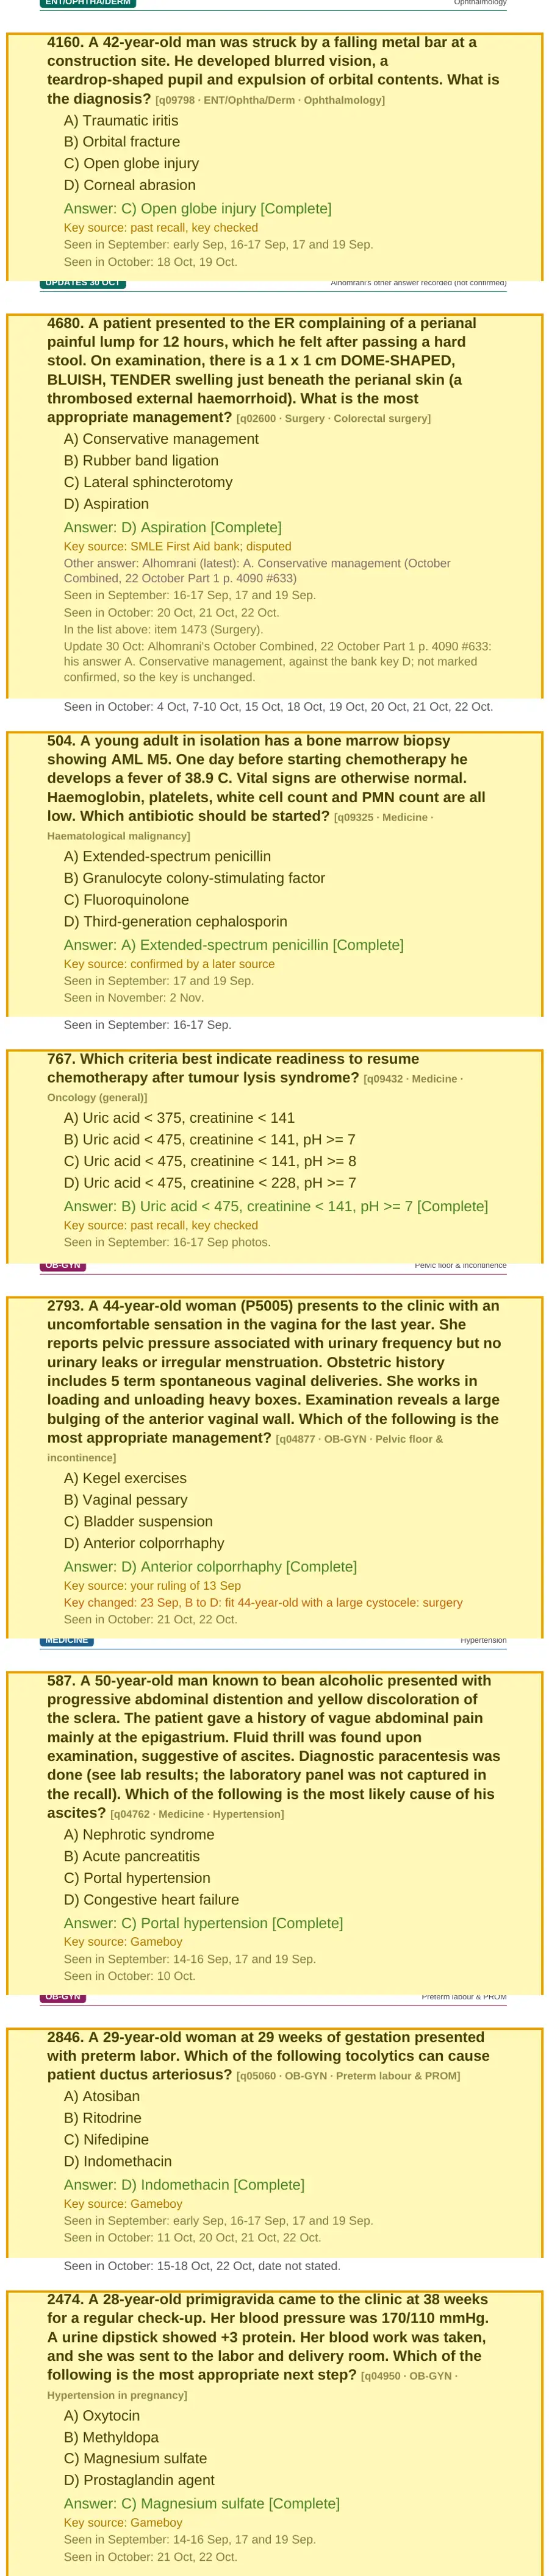 ENT/OPHTHA/DERM
Ophthalmology
4160. A 42-year-old man was struck by a falling metal bar at a
construction site. He developed blurred vision, a
teardrop-shaped pupil and expulsion of orbital contents. What is
the diagnosis? [q09798 · ENT/Ophtha/Derm · Ophthalmology]
A) Traumatic iritis
B) Orbital fracture
C) Open globe injury
D) Corneal abrasion
Answer: C) Open globe injury [Complete]
Key source: past recall, key checked
Seen in September: early Sep, 16-17 Sep, 17 and 19 Sep.
Seen in October: 18 Oct, 19 Oct.
UPDATES 30 OCT
Alhomrani's other answer recorded (not confirmed)
4680. A patient presented to the ER complaining of a perianal
painful lump for 12 hours, which he felt after passing a hard
stool. On examination, there is a 1 x 1 cm DOME-SHAPED,
BLUISH, TENDER swelling just beneath the perianal skin (a
thrombosed external haemorrhoid). What is the most
appropriate management? [q02600 · Surgery · Colorectal surgery]
A) Conservative management
B) Rubber band ligation
C) Lateral sphincterotomy
D) Aspiration
Answer: D) Aspiration [Complete]
Key source: SMLE First Aid bank; disputed
Other answer: Alhomrani (latest): A. Conservative management (October
Combined, 22 October Part 1 p. 4090 #633)
Seen in September: 16-17 Sep, 17 and 19 Sep.
Seen in October: 20 Oct, 21 Oct, 22 Oct.
In the list above: item 1473 (Surgery).
Update 30 Oct: Alhomrani's October Combined, 22 October Part 1 p. 4090 #633:
his answer A. Conservative management, against the bank key D; not marked
confirmed, so the key is unchanged.
Seen in October: 4 Oct, 7-10 Oct, 15 Oct, 18 Oct, 19 Oct, 20 Oct, 21 Oct, 22 Oct.
504. A young adult in isolation has a bone marrow biopsy
showing AML M5. One day before starting chemotherapy he
develops a fever of 38.9 C. Vital signs are otherwise normal.
Haemoglobin, platelets, white cell count and PMN count are all
low. Which antibiotic should be started? [q09325 · Medicine ·
Haematological malignancy]
A) Extended-spectrum penicillin
B) Granulocyte colony-stimulating factor
C) Fluoroquinolone
D) Third-generation cephalosporin
Answer: A) Extended-spectrum penicillin [Complete]
Key source: confirmed by a later source
Seen in September: 17 and 19 Sep.
Seen in November: 2 Nov.
Seen in September: 16-17 Sep.
767. Which criteria best indicate readiness to resume
chemotherapy after tumour lysis syndrome? [q09432 · Medicine ·
Oncology (general)]
A) Uric acid < 375, creatinine < 141
B) Uric acid < 475, creatinine < 141, pH >= 7
C) Uric acid < 475, creatinine < 141, pH >= 8
D) Uric acid < 475, creatinine < 228, pH >= 7
Answer: B) Uric acid < 475, creatinine < 141, pH >= 7 [Complete]
Key source: past recall, key checked
Seen in September: 16-17 Sep photos.
OB-GYN
Pelvic floor & incontinence
2793. A 44-year-old woman (P5005) presents to the clinic with an
uncomfortable sensation in the vagina for the last year. She
reports pelvic pressure associated with urinary frequency but no
urinary leaks or irregular menstruation. Obstetric history
includes 5 term spontaneous vaginal deliveries. She works in
loading and unloading heavy boxes. Examination reveals a large
bulging of the anterior vaginal wall. Which of the following is the
most appropriate management? [q04877 · OB-GYN · Pelvic floor &
incontinence]
A) Kegel exercises
B) Vaginal pessary
C) Bladder suspension
D) Anterior colporrhaphy
Answer: D) Anterior colporrhaphy [Complete]
Key source: your ruling of 13 Sep
Key changed: 23 Sep, B to D: fit 44-year-old with a large cystocele: surgery
Seen in October: 21 Oct, 22 Oct.
MEDICINE
Hypertension
587. A 50-year-old man known to bean alcoholic presented with
progressive abdominal distention and yellow discoloration of
the sclera. The patient gave a history of vague abdominal pain
mainly at the epigastrium. Fluid thrill was found upon
examination, suggestive of ascites. Diagnostic paracentesis was
done (see lab results; the laboratory panel was not captured in
the recall). Which of the following is the most likely cause of his
ascites? [q04762 · Medicine · Hypertension]
A) Nephrotic syndrome
B) Acute pancreatitis
C) Portal hypertension
D) Congestive heart failure
Answer: C) Portal hypertension [Complete]
Key source: Gameboy
Seen in September: 14-16 Sep, 17 and 19 Sep.
Seen in October: 10 Oct.
OB-GYN
Preterm labour & PROM
2846. A 29-year-old woman at 29 weeks of gestation presented
with preterm labor. Which of the following tocolytics can cause
patient ductus arteriosus? [q05060 · OB-GYN · Preterm labour & PROM]
A) Atosiban
B) Ritodrine
C) Nifedipine
D) Indomethacin
Answer: D) Indomethacin [Complete]
Key source: Gameboy
Seen in September: early Sep, 16-17 Sep, 17 and 19 Sep.
Seen in October: 11 Oct, 20 Oct, 21 Oct, 22 Oct.
Seen in October: 15-18 Oct, 22 Oct, date not stated.
2474. A 28-year-old primigravida came to the clinic at 38 weeks
for a regular check-up. Her blood pressure was 170/110 mmHg.
A urine dipstick showed +3 protein. Her blood work was taken,
and she was sent to the labor and delivery room. Which of the
following is the most appropriate next step? [q04950 · OB-GYN ·
Hypertension in pregnancy]
A) Oxytocin
B) Methyldopa
C) Magnesium sulfate
D) Prostaglandin agent
Answer: C) Magnesium sulfate [Complete]
Key source: Gameboy
Seen in September: 14-16 Sep, 17 and 19 Sep.
Seen in October: 21 Oct, 22 Oct.